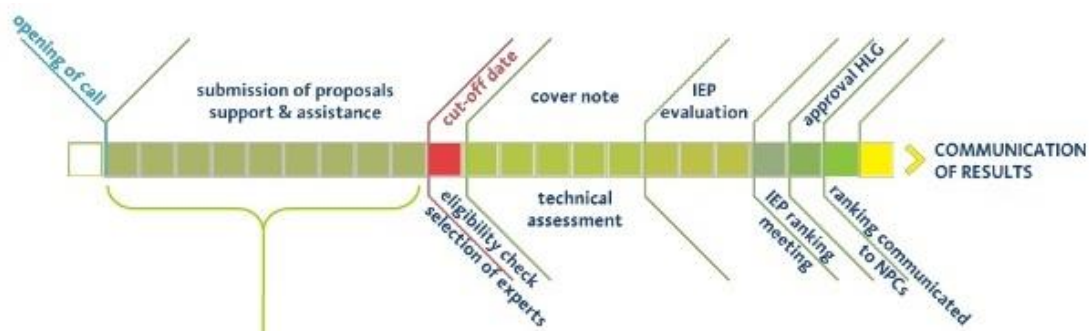 opening of call
submission of proposals
support & assistance
cut-off date
eligibility check
selection of experts
cover note
technical
assessment
IEP
evaluation
IEP ranking
meeting
approval HLG
ranking communicated
to NPCs
COMMUNICATION
OF RESULTS